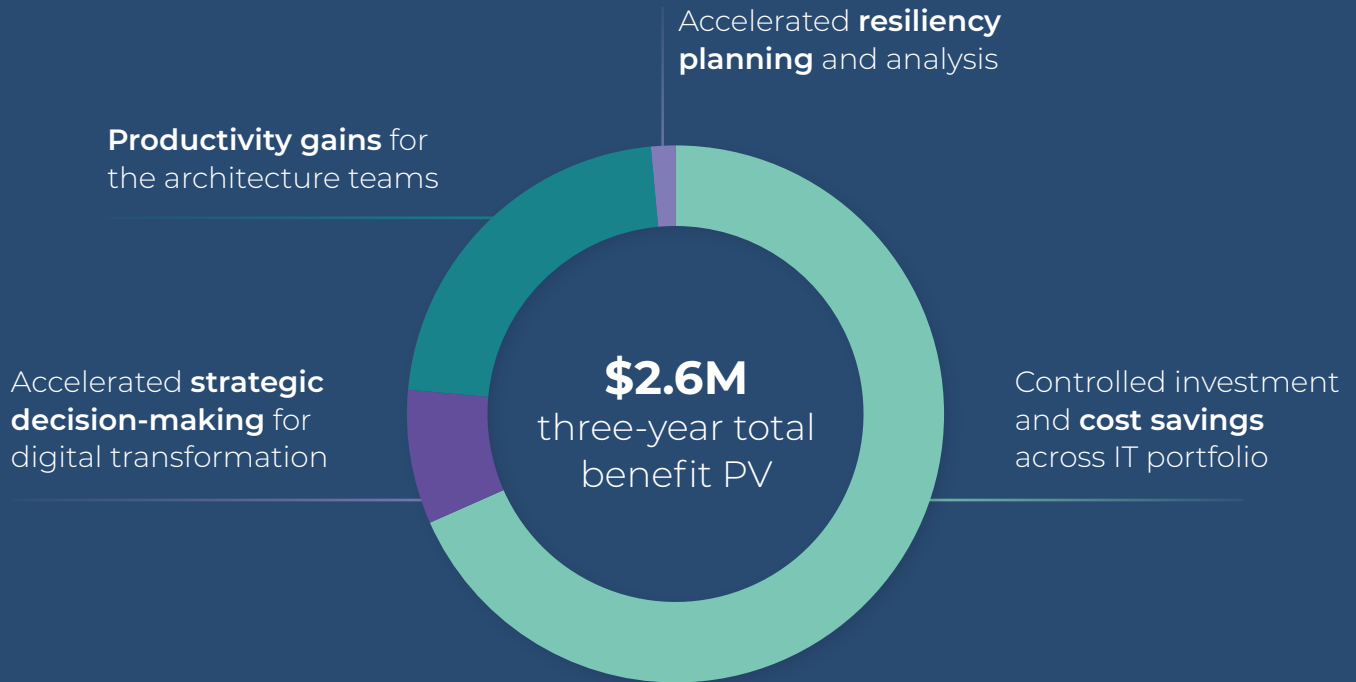 Accelerated resiliency
planning and analysis
Productivity gains for
the architecture teams
Accelerated strategic
decision-making for
digital transformation
$2.6M
three-year total
benefit PV
Controlled investment
and cost savings
across IT portfolio